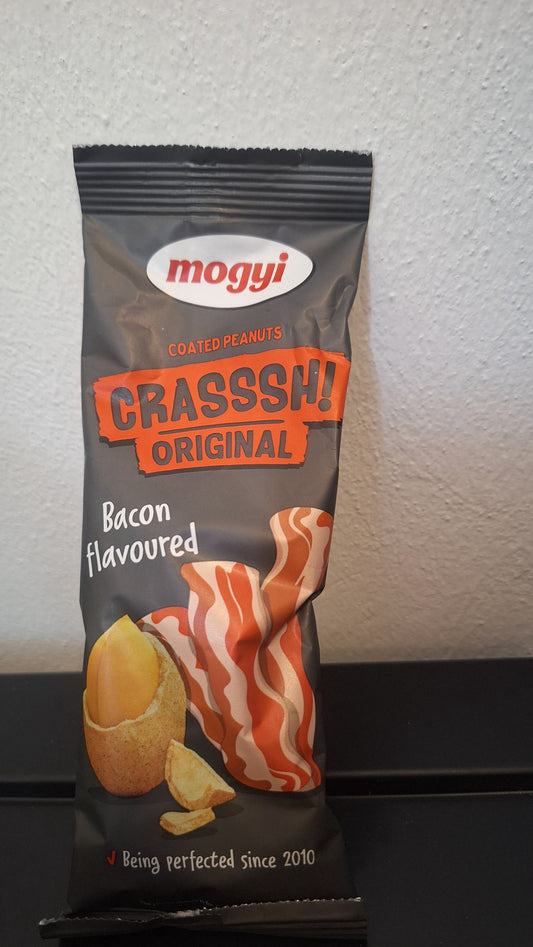 mogyi
COATED PEANUTS
CRASSSH!
ORIGINAL
Bacon
flavoured
Being perfected since 2010